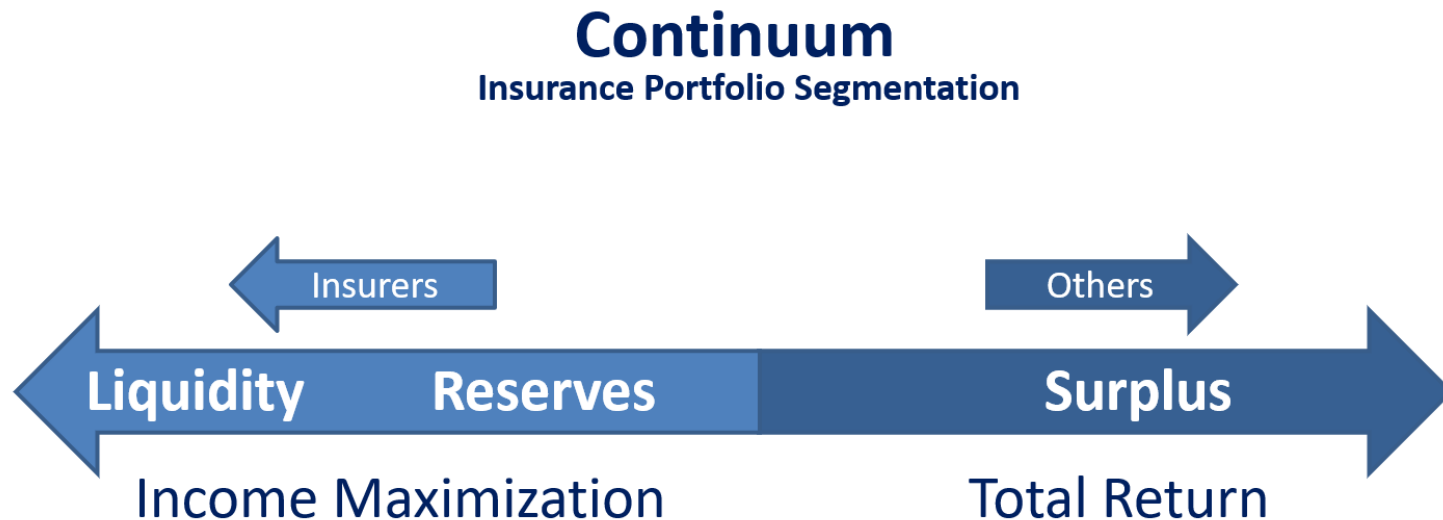 Continuum
Insurance Portfolio Segmentation
Insurers
Others
Liquidity
Reserves
Surplus
Income Maximization
Total Return